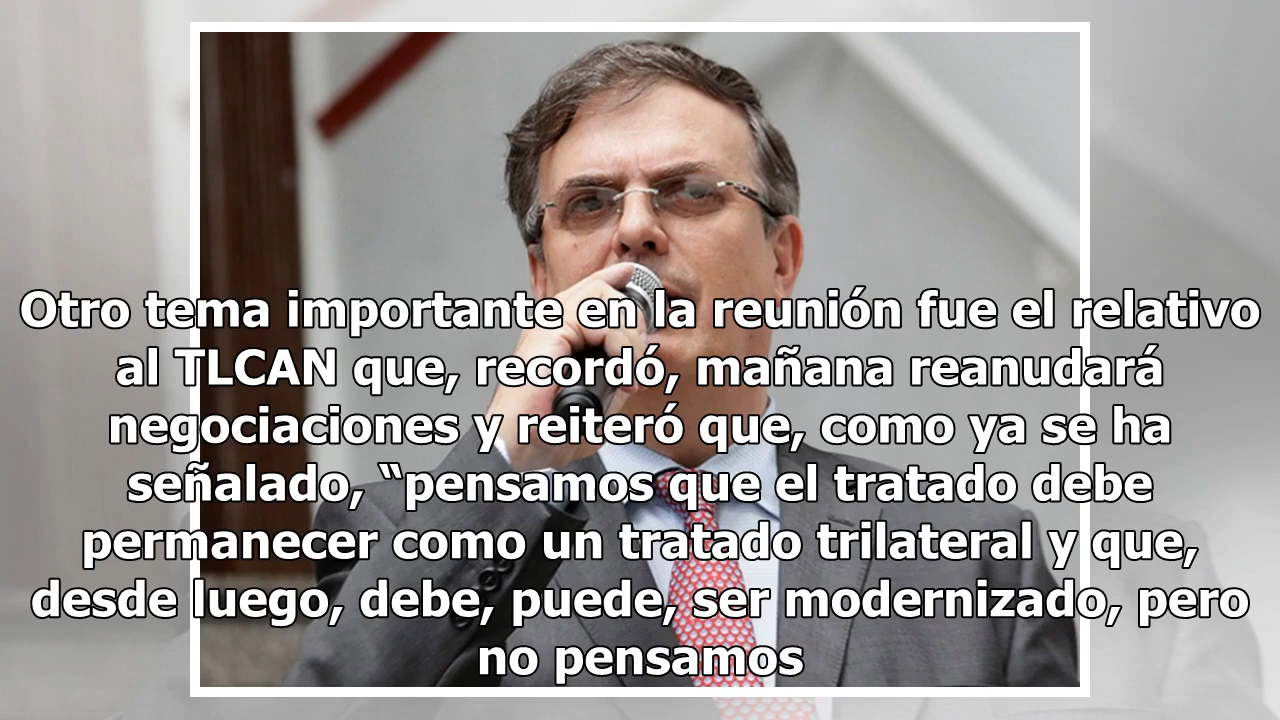 Otro tema importante en la reunión fue el relativo
al TLCAN que, recordó, mañana reanudará
negociaciones y reiteró que, como ya se ha
señalado, “pensamos que el tratado debe
permanecer como un tratado trilateral y que,
desde luego, debe, puede, ser modernizado, pero
no pensamos